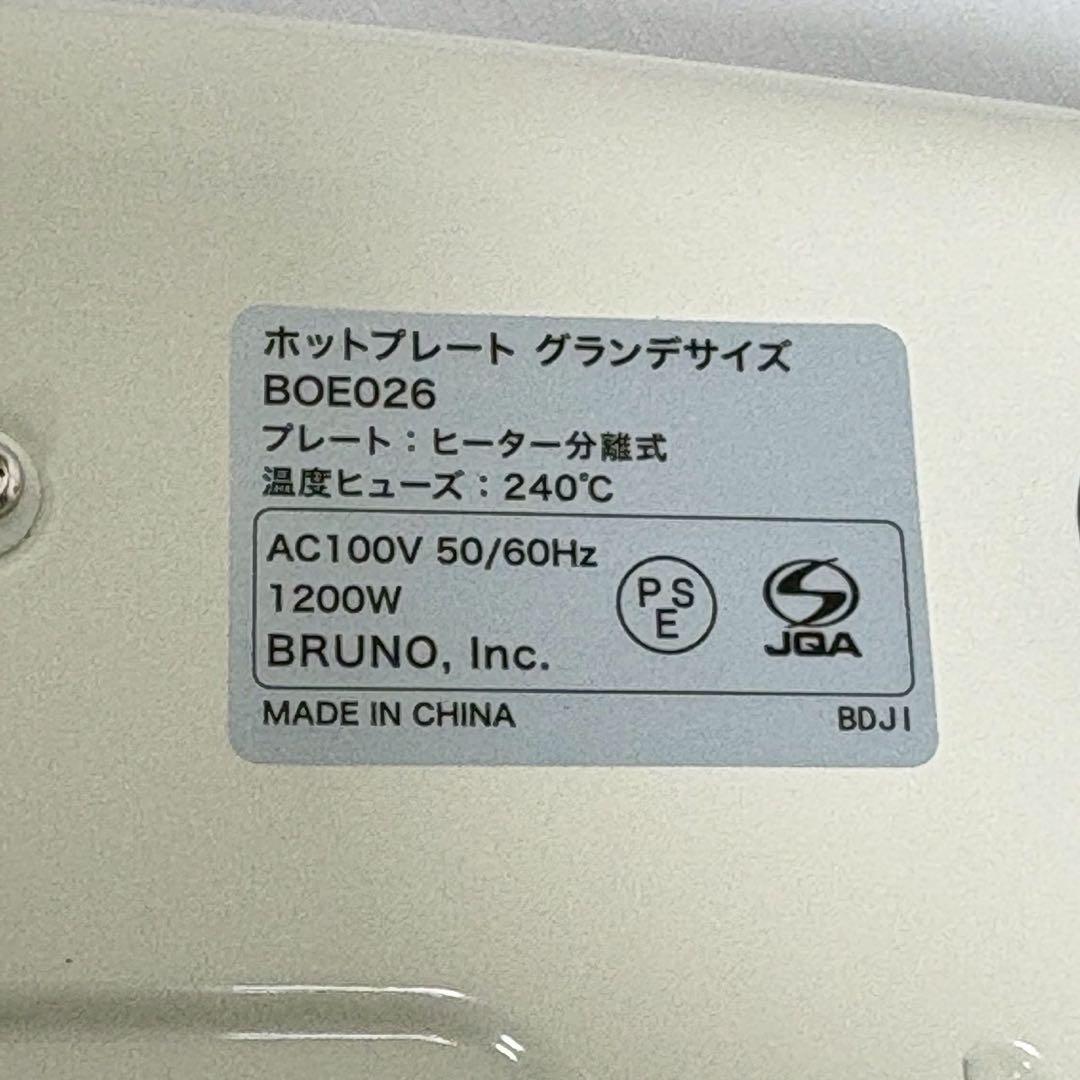 ホットプレート グランデサイズ
BOE026
プレート：ヒーター分離式
温度ヒューズ：240℃
AC100V 50/60Hz
1200W
BRUNO, Inc.
PSE
JQA
MADE IN CHINA
BDJI